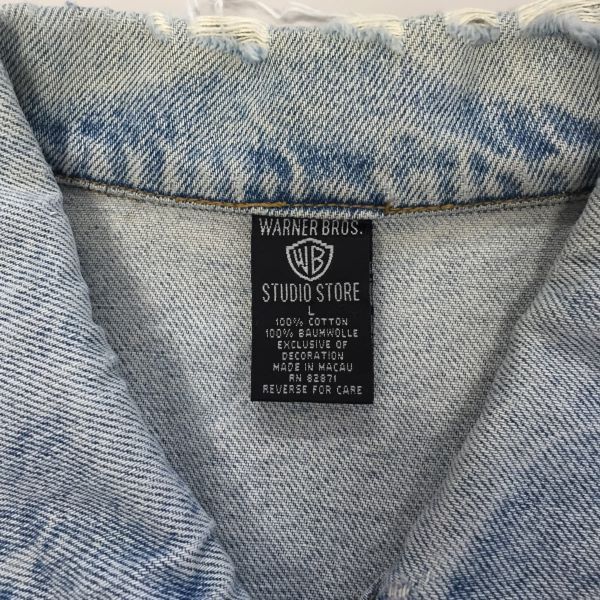 WARNER BROS.
WB
STUDIO STORE
L
100% COTTON
100% BAUMWOLLE
EXCLUSIVE OF
DECORATION
MADE IN MACAU
RN 82871
REVERSE FOR CARE